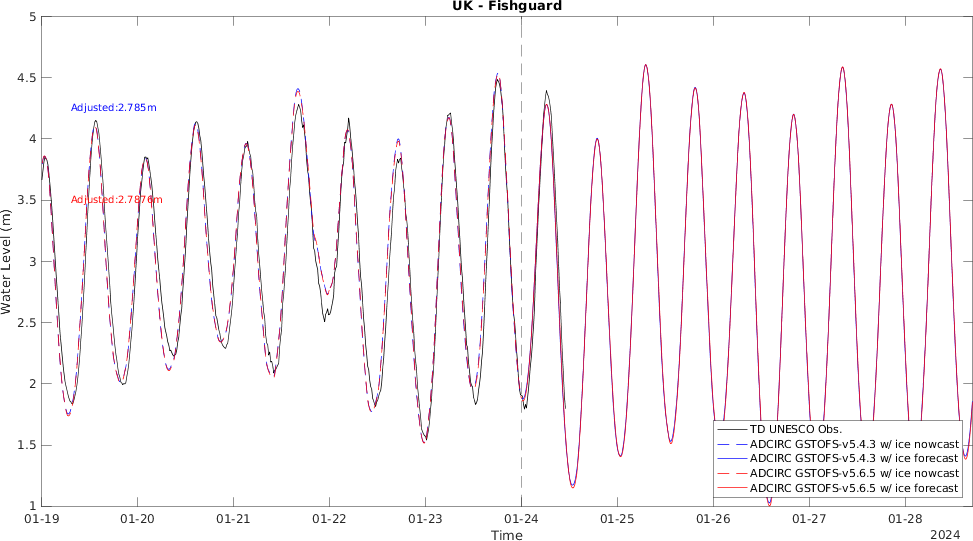 UK - Fishguard
5
4.5
4
3.5
3
2.5
2
1.5
1
Water Level (m)
Adjusted:2.785m
Adjusted:2.7876m
TD UNESCO Obs.
ADCIRC GSTOFS-v5.4.3 w/ ice nowcast
ADCIRC GSTOFS-v5.4.3 w/ ice forecast
ADCIRC GSTOFS-v5.6.5 w/ ice nowcast
ADCIRC GSTOFS-v5.6.5 w/ ice forecast
01-19 01-20 01-21 01-22 01-23 01-24 01-25 01-26 01-27 01-28
Time
2024